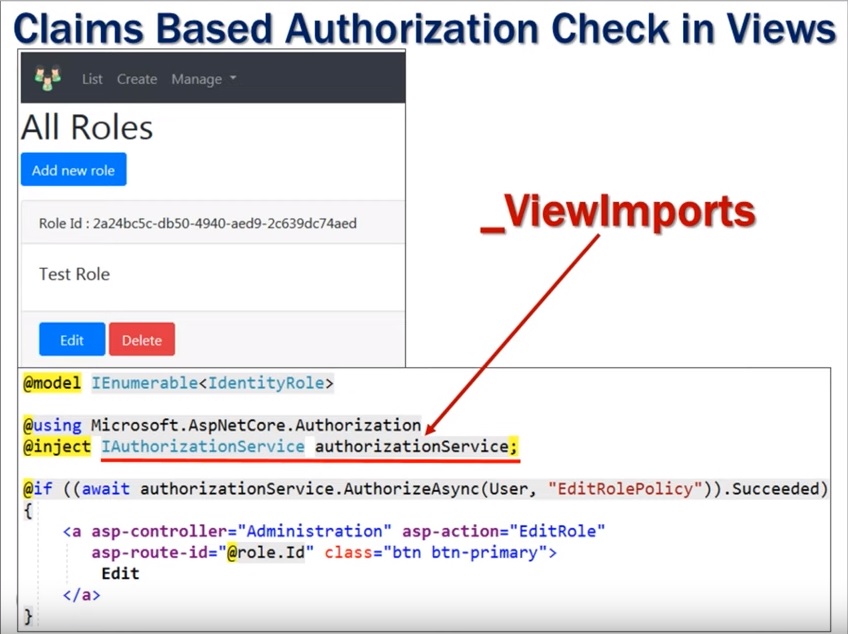 Claims Based Authorization Check in Views
List Create Manage
All Roles
Add new role
_ViewImports
Role Id : 2a24bc5c-db50-4940-aed9-2c639dc74aed
Test Role
Edit Delete
@model IEnumerable<IdentityRole>
@using Microsoft.AspNetCore.Authorization
@inject IAuthorizationService authorizationService;
@if ((await authorizationService.AuthorizeAsync(User, "EditRolePolicy")).Succeeded)
{
<a asp-controller="Administration" asp-action="EditRole"
asp-route-id="@role.Id" class="btn btn-primary">
Edit
</a>
}